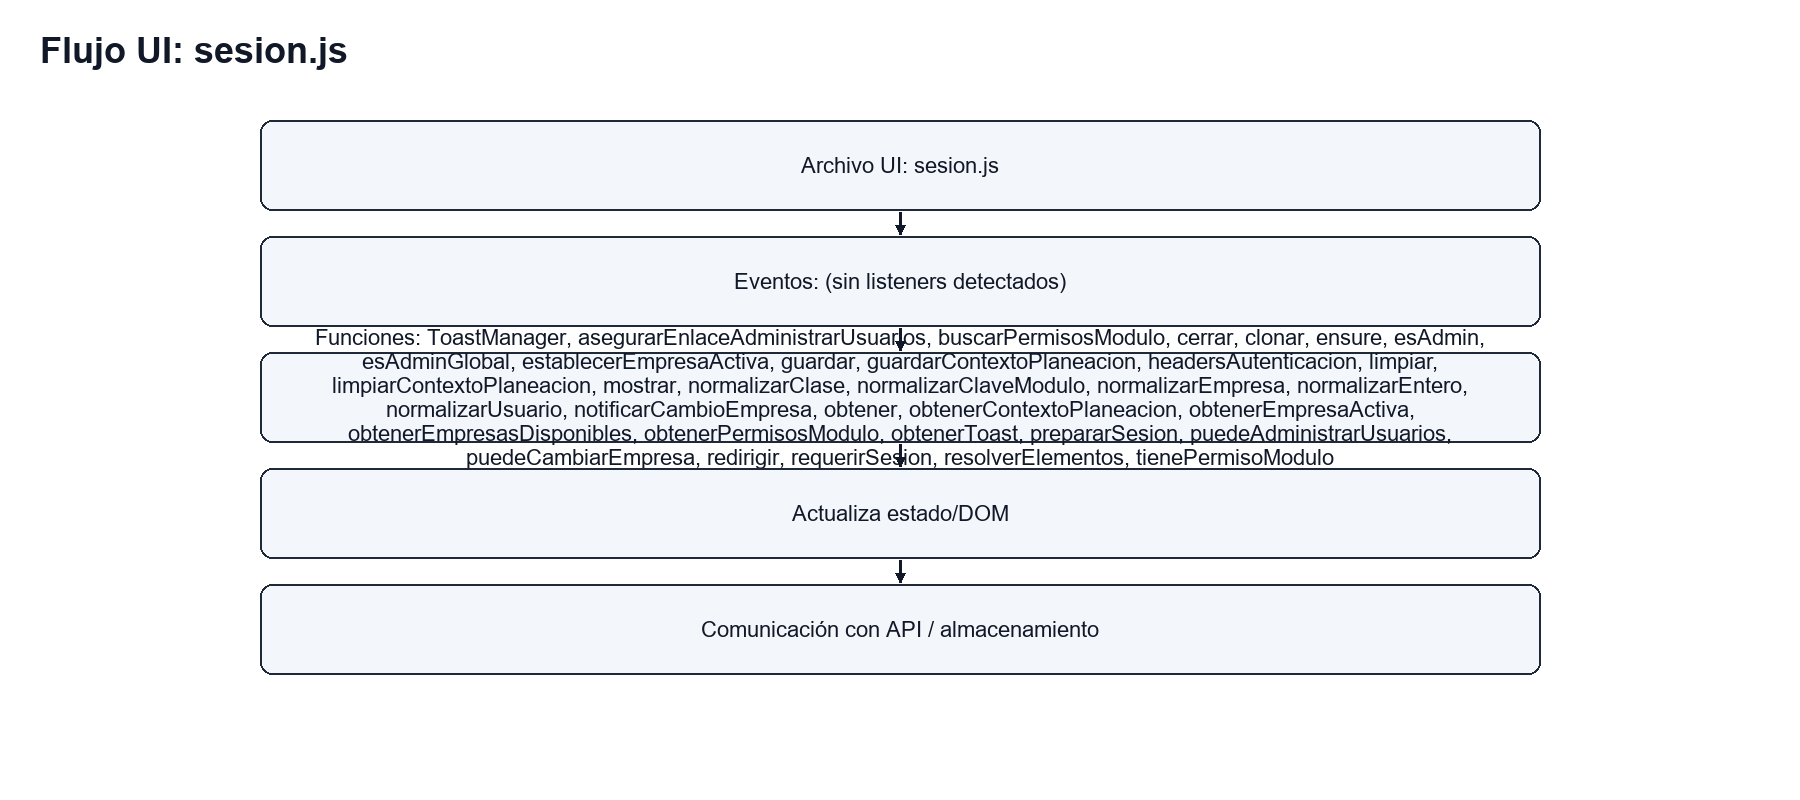 Flujo UI: sesion.js
Archivo UI: sesion.js
Eventos: (sin listeners detectados)
Funciones: ToastManager, asegurarEnlaceAdministrarUsuarios, buscarPermisosModulo, cerrar, clonar, ensure, esAdmin,
esAdminGlobal, establecerEmpresaActiva, guardar, guardarContextoPlaneacion, headersAutenticacion, limpiar,
limpiarContextoPlaneacion, mostrar, normalizarClase, normalizarClaveModulo, normalizarEmpresa, normalizarEntero,
normalizarUsuario, notificarCambioEmpresa, obtener, obtenerContextoPlaneacion, obtenerEmpresaActiva,
obtenerEmpresasDisponibles, obtenerPermisosModulo, obtenerToast, prepararSesion, puedeAdministrarUsuarios,
puedeCambiarEmpresa, redirigir, requerirSesion, resolverElementos, tienePermisoModulo
Actualiza estado/DOM
Comunicación con API / almacenamiento